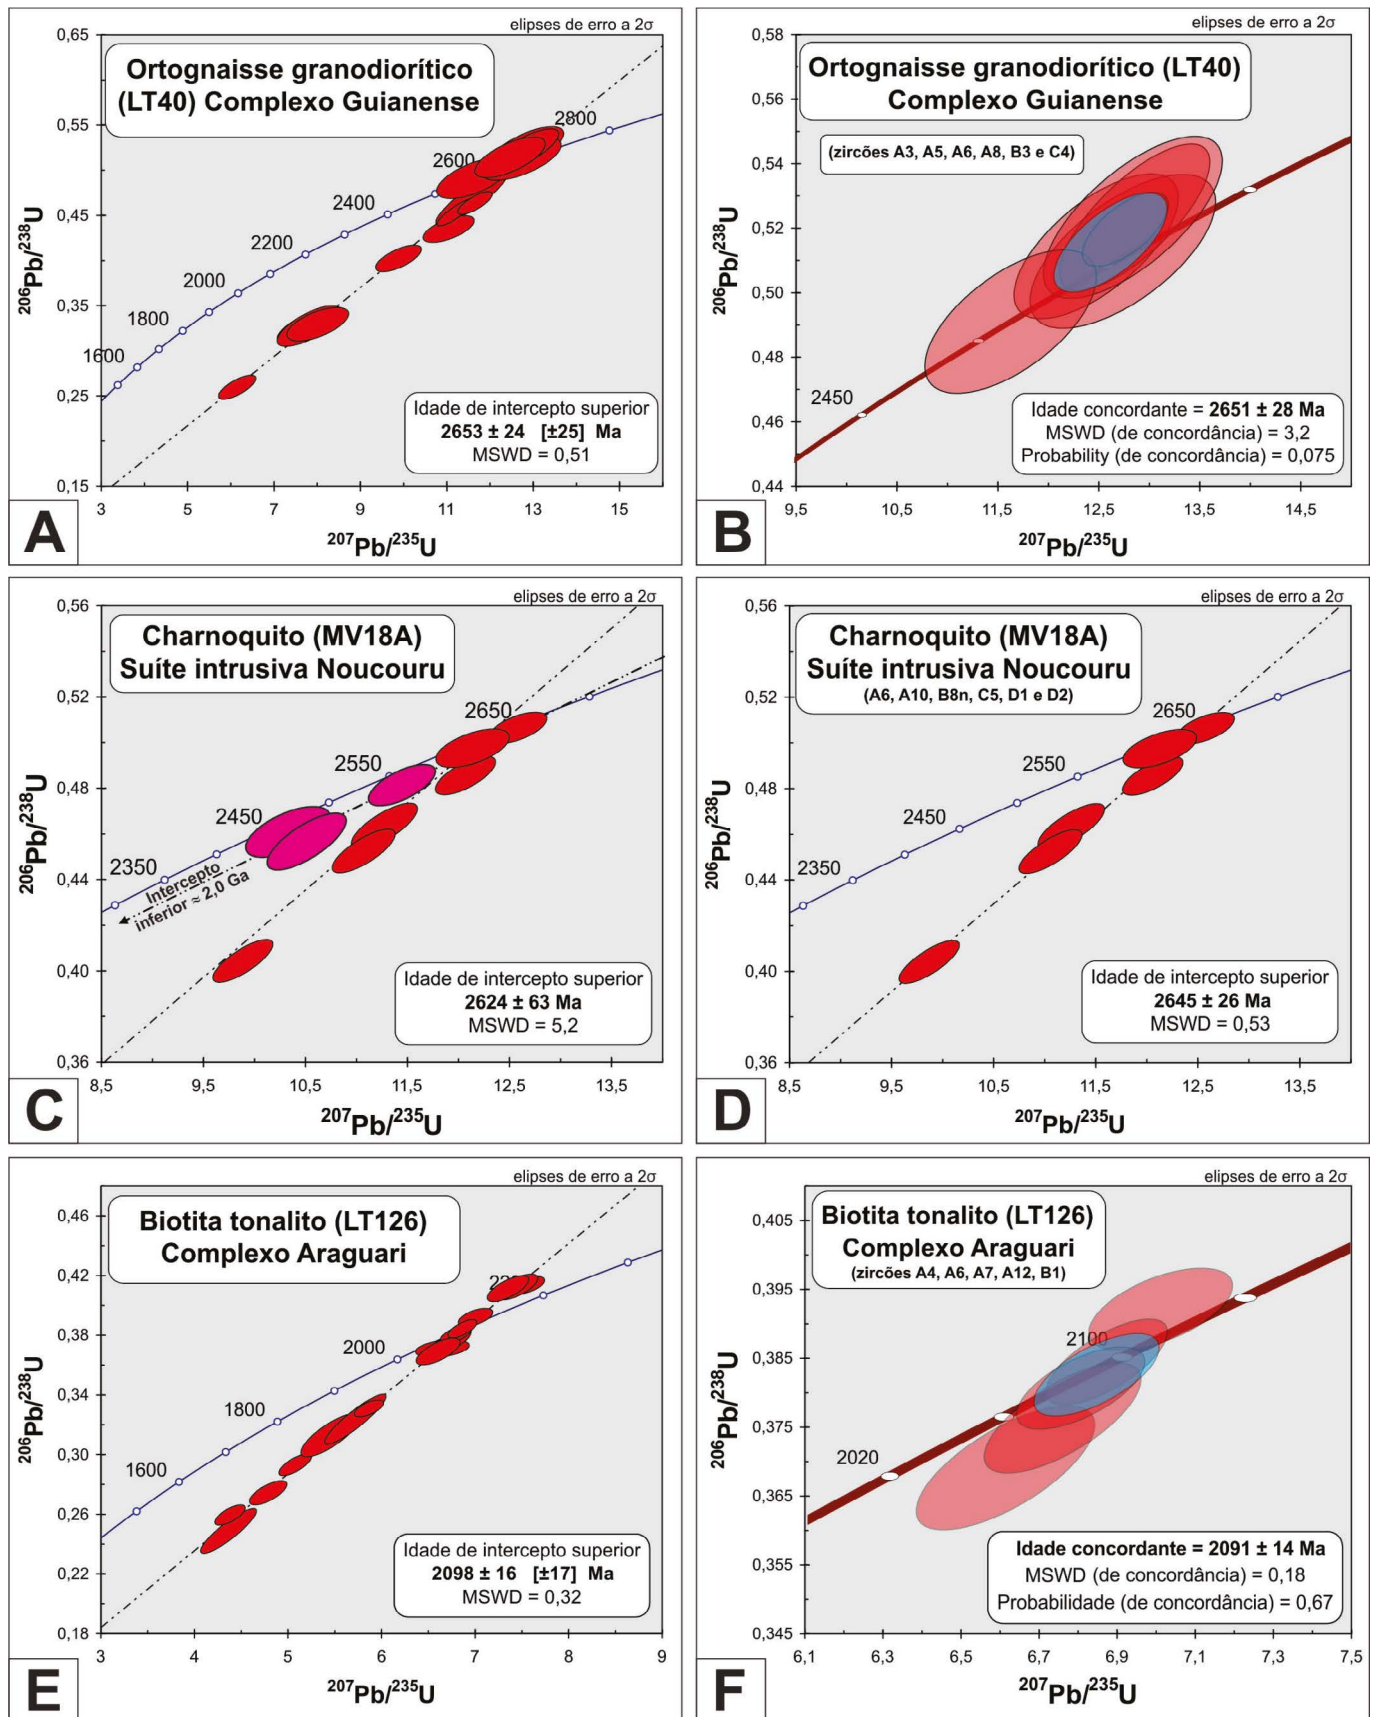 elipses de erro a 2σ
Ortognaisse granodiorítico
(LT40) Complexo Guianense
0,65
0,55
0,45
0,35
0,25
0,15
206Pb/238U
2800
2600
2400
2200
2000
1800
1600
Idade de intercepto superior
2653 ± 24 [±25] Ma
MSWD = 0,51
3 5 7 9 11 13 15
207Pb/235U
A
elipses de erro a 2σ
Ortognaisse granodiorítico (LT40)
Complexo Guianense
(zircões A3, A5, A6, A8, B3 e C4)
0,58
0,56
0,54
0,52
0,50
0,48
0,46
0,44
206Pb/238U
2450
Idade concordante = 2651 ± 28 Ma
MSWD (de concordância) = 3,2
Probability (de concordância) = 0,075
9,5 10,5 11,5 12,5 13,5 14,5
207Pb/235U
B
elipses de erro a 2σ
Charnoquito (MV18A)
Suíte intrusiva Noucouru
0,56
0,52
0,48
0,44
0,40
0,36
206Pb/238U
2650
2550
2450
2350
Intercepto
inferior ≈ 2,0 Ga
Idade de intercepto superior
2624 ± 63 Ma
MSWD = 5,2
8,5 9,5 10,5 11,5 12,5 13,5
207Pb/235U
C
elipses de erro a 2σ
Charnoquito (MV18A)
Suíte intrusiva Noucouru
(A6, A10, B8n, C5, D1 e D2)
0,56
0,52
0,48
0,44
0,40
0,36
206Pb/238U
2650
2550
2450
2350
Idade de intercepto superior
2645 ± 26 Ma
MSWD = 0,53
8,5 9,5 10,5 11,5 12,5 13,5
207Pb/235U
D
elipses de erro a 2σ
Biotita tonalito (LT126)
Complexo Araguari
0,46
0,42
0,38
0,34
0,30
0,26
0,22
0,18
206Pb/238U
2000
1800
1600
Idade de intercepto superior
2098 ± 16 [±17] Ma
MSWD = 0,32
3 4 5 6 7 8 9
207Pb/235U
E
elipses de erro a 2σ
Biotita tonalito (LT126)
Complexo Araguari
(zircões A4, A6, A7, A12, B1)
0,405
0,395
0,385
0,375
0,365
0,355
0,345
206Pb/238U
2100
2020
Idade concordante = 2091 ± 14 Ma
MSWD (de concordância) = 0,18
Probabilidade (de concordância) = 0,67
6,1 6,3 6,5 6,7 6,9 7,1 7,3 7,5
207Pb/235U
F